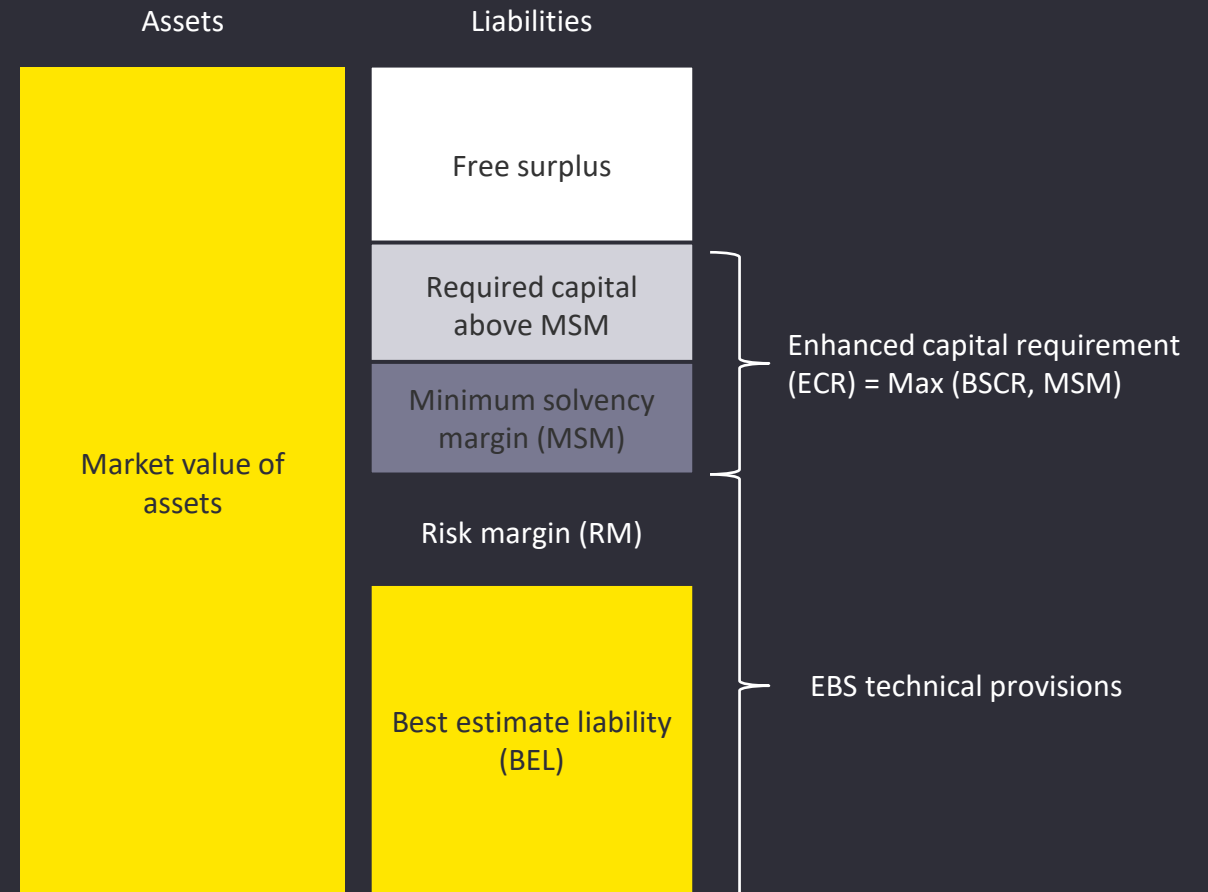 Assets
Liabilities
Free surplus
Required capital
above MSM
Enhanced capital requirement
(ECR) = Max (BSCR, MSM)
Minimum solvency
margin (MSM)
Market value of
assets
Risk margin (RM)
EBS technical provisions
Best estimate liability
(BEL)